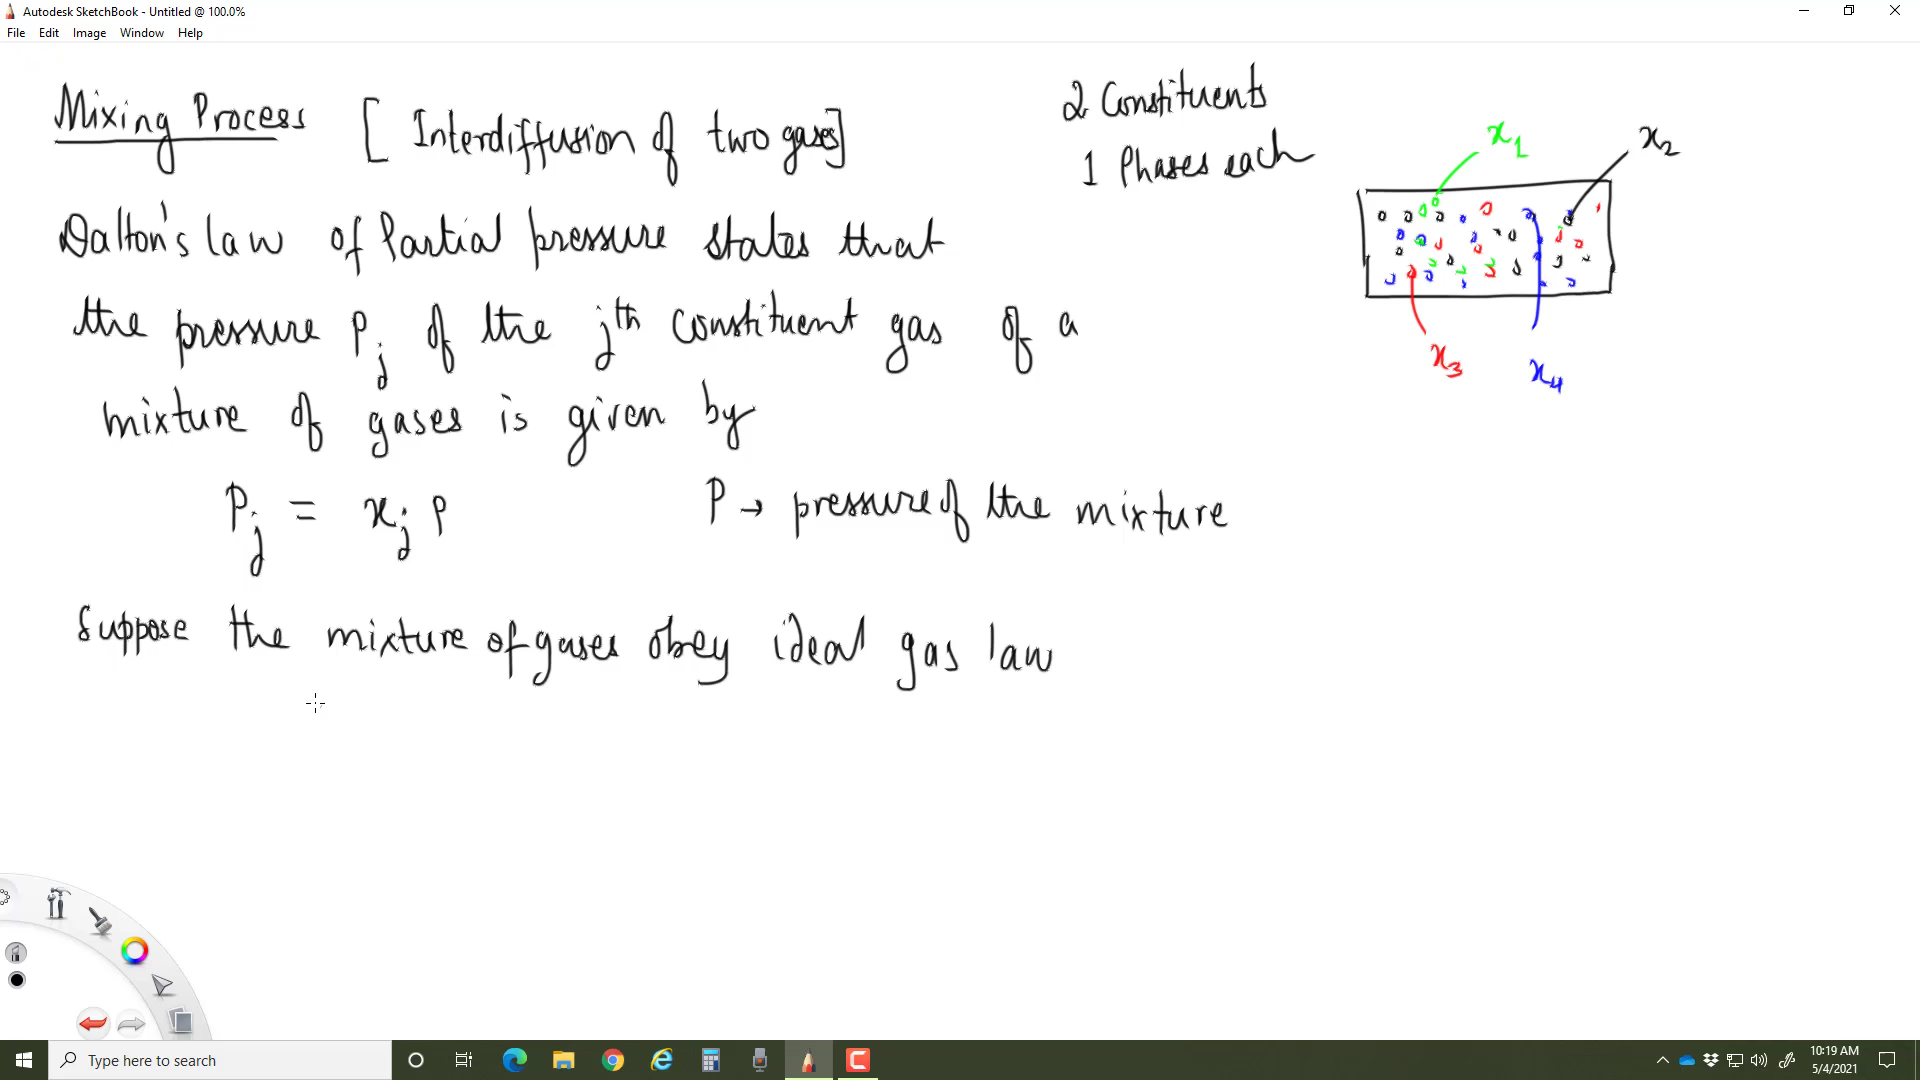 Autodesk SketchBook - Untitled @ 100.0%
File Edit Image Window Help
Mixing Process [ Interdiffusion of two gases]
2 Constituents
1 Phases each
x1
x2
Dalton's law of Partial pressure states that
the pressure Pj of the jth constituent gas of a
x3
x4
mixture of gases is given by
Pj = xj P P → pressure of the mixture
Suppose the mixture of gases obey ideal gas law
Type here to search
10:19 AM
5/4/2021